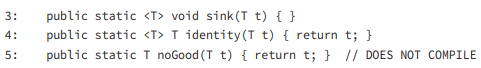 3: public static <T> void sink(T t) { }
4: public static <T> T identity(T t) { return t; }
5: public static T noGood(T t) { return t; } // DOES NOT COMPILE